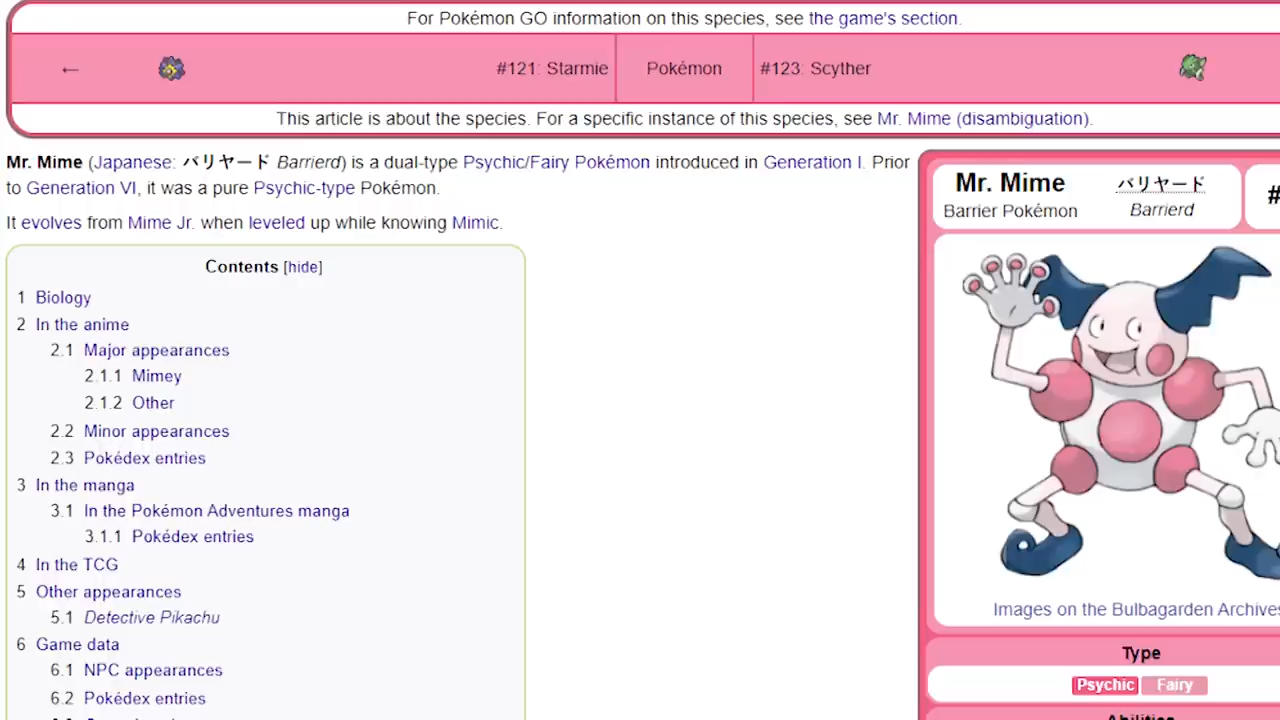 For Pokémon GO information on this species, see the game's section.
← #121: Starmie Pokémon #123: Scyther
This article is about the species. For a specific instance of this species, see Mr. Mime (disambiguation).
Mr. Mime (Japanese: バリヤード Barrierd) is a dual-type Psychic/Fairy Pokémon introduced in Generation I. Prior
to Generation VI, it was a pure Psychic-type Pokémon.
It evolves from Mime Jr. when leveled up while knowing Mimic.
Contents [hide]
1 Biology
2 In the anime
2.1 Major appearances
2.1.1 Mimey
2.1.2 Other
2.2 Minor appearances
2.3 Pokédex entries
3 In the manga
3.1 In the Pokémon Adventures manga
3.1.1 Pokédex entries
4 In the TCG
5 Other appearances
5.1 Detective Pikachu
6 Game data
6.1 NPC appearances
6.2 Pokédex entries
Mr. Mime バリヤード #
Barrier Pokémon Barrierd
Images on the Bulbagarden Archives
Type
Psychic Fairy
Abilities